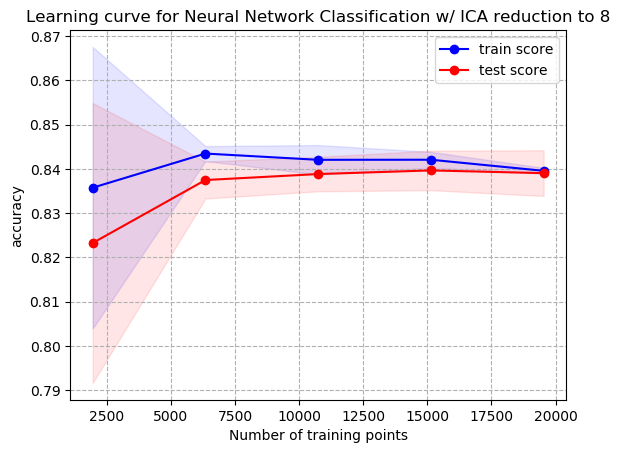 Learning curve for Neural Network Classification w/ ICA reduction to 8
0.87
0.86
0.85
0.84
0.83
0.82
0.81
0.80
0.79
accuracy
train score
test score
2500 5000 7500 10000 12500 15000 17500 20000
Number of training points